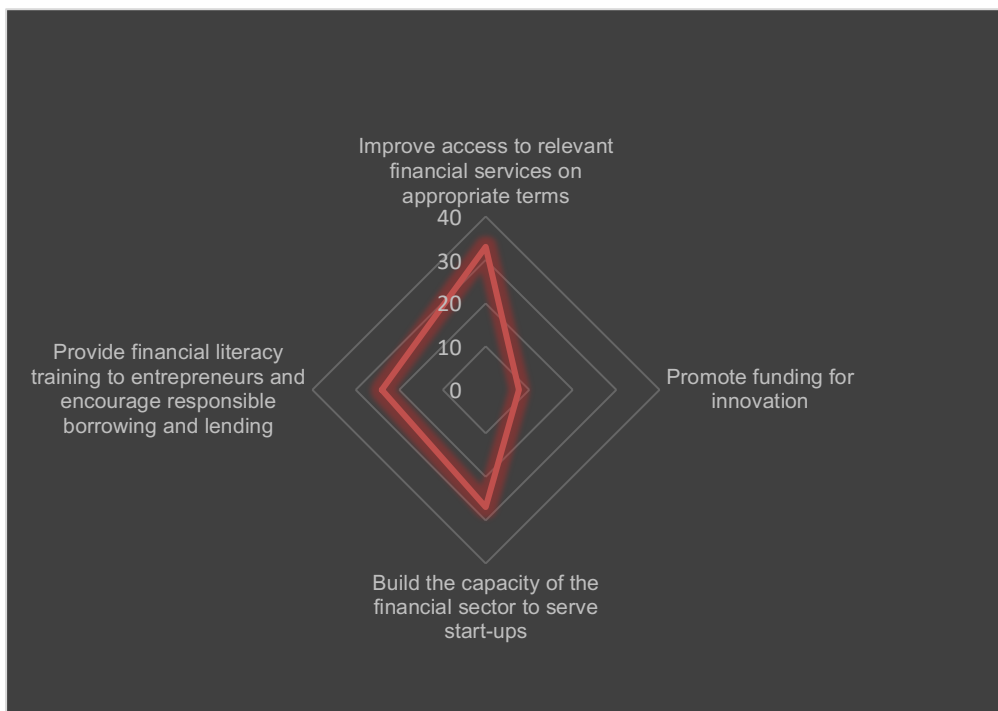 Improve access to relevant
financial services on
appropriate terms
40
30
20
10
0
Provide financial literacy
training to entrepreneurs and
encourage responsible
borrowing and lending
Promote funding for
innovation
Build the capacity of the
financial sector to serve
start-ups